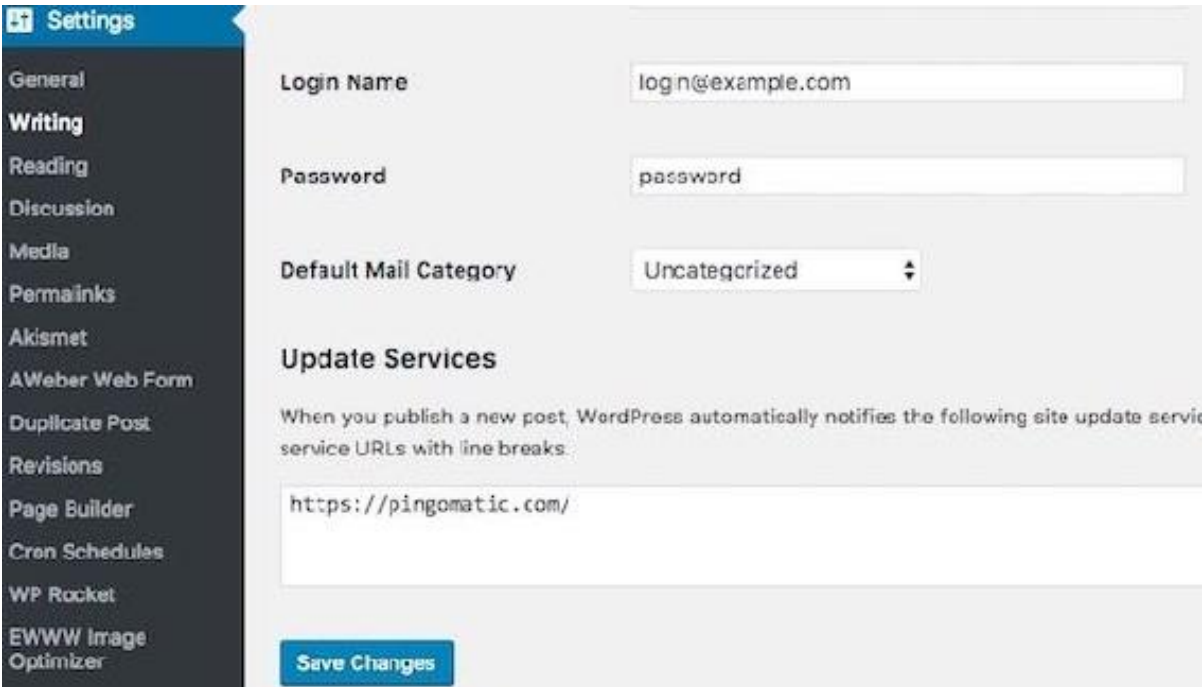 Settings
General
Writing
Reading
Discussion
Media
Permalinks
Akismet
AWeber Web Form
Duplicate Post
Revisions
Page Builder
Cron Schedules
WP Rocket
EWWW Image
Optimizer
Login Name
login@example.com
Password
password
Default Mail Category
Uncategorized
Update Services
When you publish a new post, WordPress automatically notifies the following site update
service URLs with line breaks.
https://pingomatic.com/
Save Changes